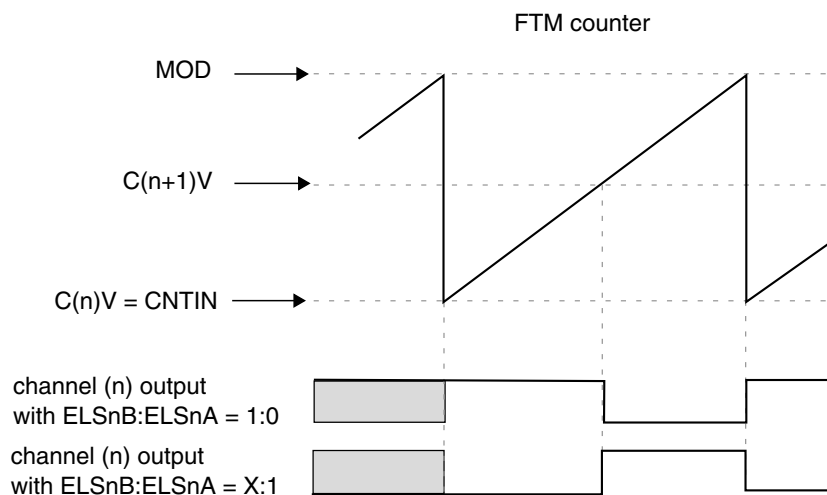 FTM counter
MOD
C(n+1)V
C(n)V = CNTIN
channel (n) output
with ELSnB:ELSnA = 1:0
channel (n) output
with ELSnB:ELSnA = X:1